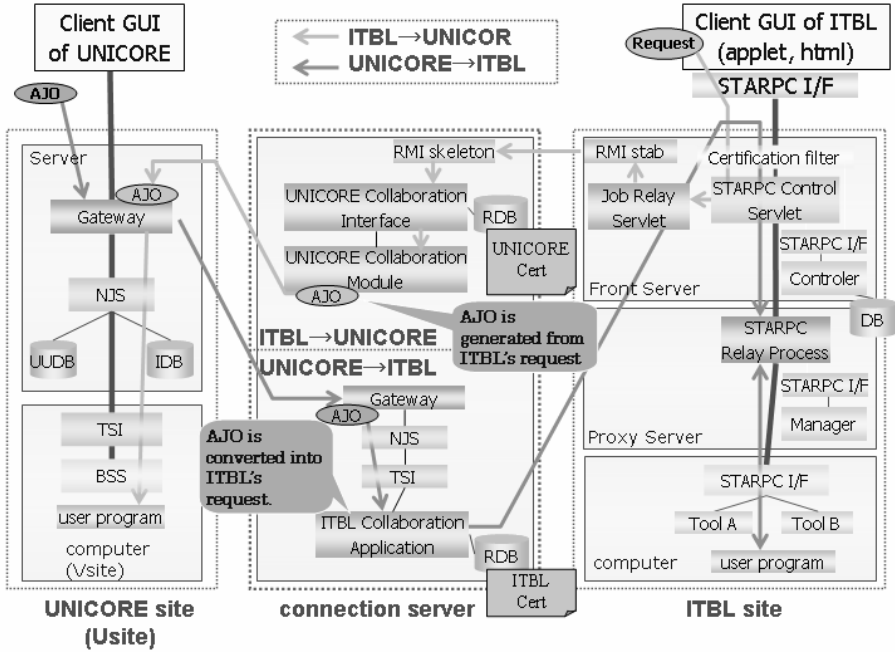 Client GUI
of UNICORE
ITBL→UNICOR
UNICORE→ITBL
Client GUI of ITBL
(applet, html)
Request
STARPC I/F
AJO
Server
AJO
Gateway
NJS
UUDB
IDB
TSI
BSS
user program
computer
(Vsite)
UNICORE site
(Usite)
RMI skeleton
UNICORE Collaboration
Interface
RDB
UNICORE Collaboration
Module
UNICORE
Cert
AJO
ITBL→UNICORE
AJO is
generated from
ITBL's request
UNICORE→ITBL
Gateway
AJO
NJS
TSI
AJO is
converted into
ITBL's
request.
ITBL Collaboration
Application
RDB
ITBL
Cert
connection server
RMI stab
Certification filter
Job Relay
Servlet
STARPC Control
Servlet
STARPC I/F
Controler
Front Server
DB
STARPC
Relay Process
STARPC I/F
Manager
Proxy Server
STARPC I/F
Tool A
Tool B
computer
user program
ITBL site